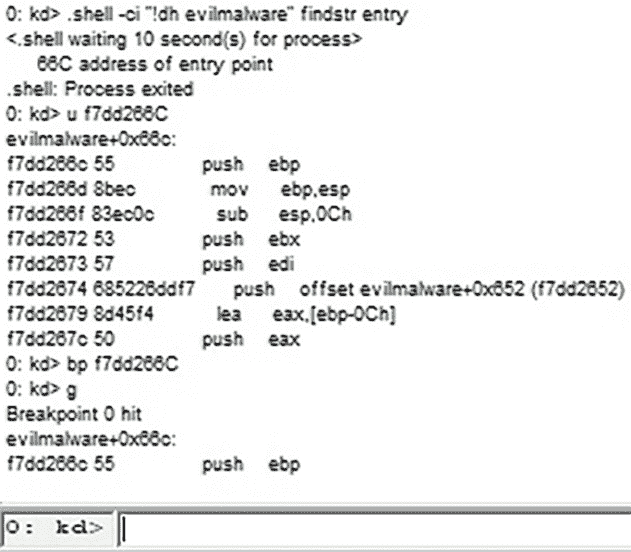 0: kd> .shell -ci "!dh evilmalware" findstr entry
<.shell waiting 10 second(s) for process>
66C address of entry point
.shell: Process exited
0: kd> u f7dd266C
evilmalware+0x66c:
f7dd266c 55 push ebp
f7dd266d 8bec mov ebp,esp
f7dd266f 83ec0c sub esp,0Ch
f7dd2672 53 push ebx
f7dd2673 57 push edi
f7dd2674 685226ddf7 push offset evilmalware+0x652 (f7dd2652)
f7dd2679 8d45f4 lea eax,[ebp-0Ch]
f7dd267c 50 push eax
0: kd> bp f7dd266C
0: kd> g
Breakpoint 0 hit
evilmalware+0x66c:
f7dd266c 55 push ebp
0: kd>